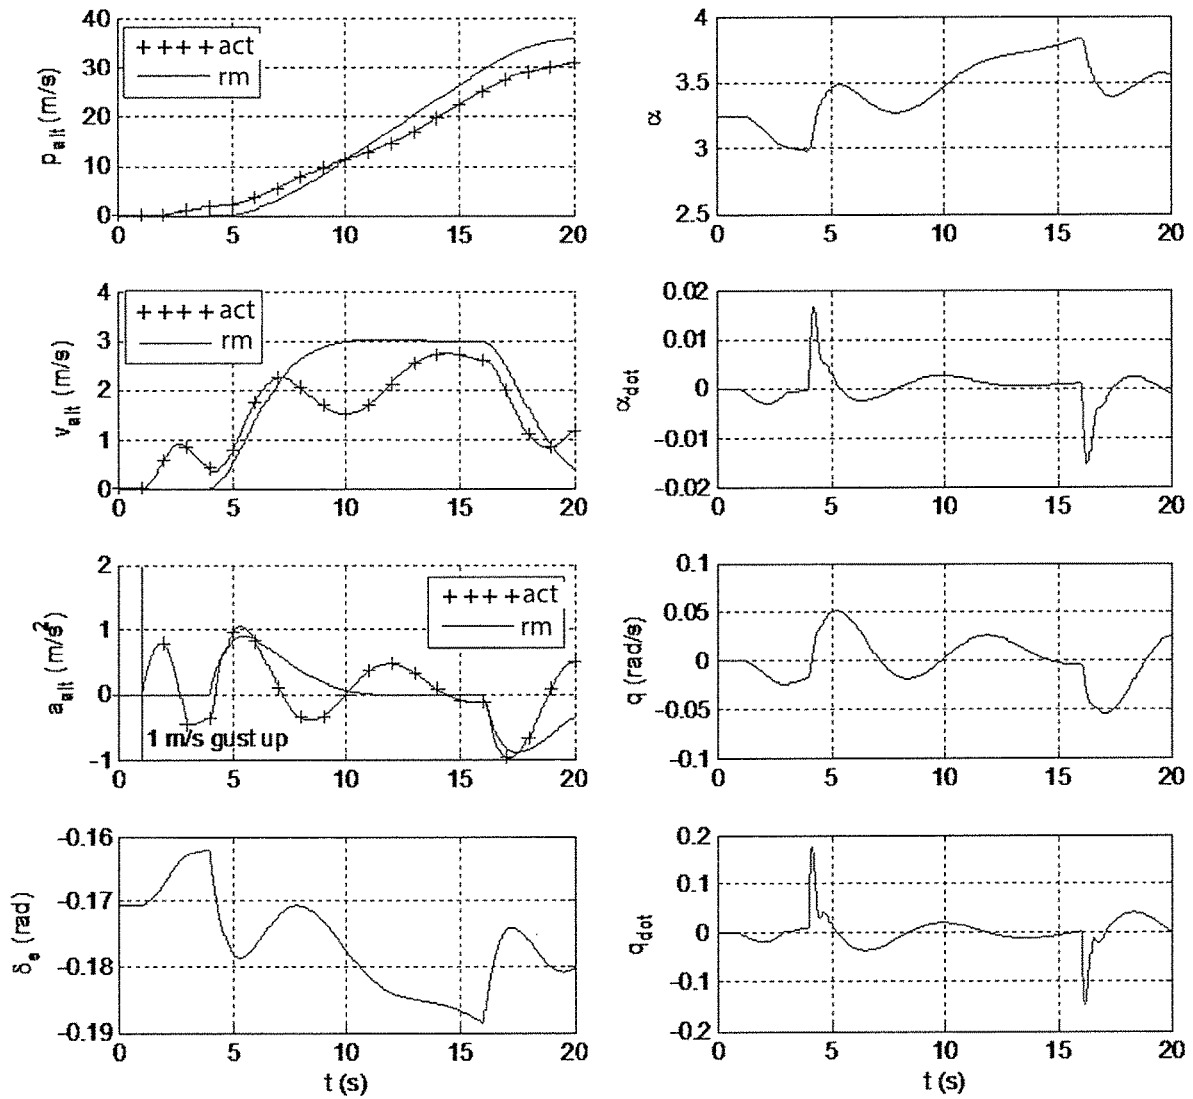 40
30
20
10
0
p_alt (m/s)
++++ act
rm
0 5 10 15 20
4
3.5
3
2.5
α
0 5 10 15 20
4
3
2
1
0
v_alt (m/s)
++++ act
rm
0 5 10 15 20
0.02
0.01
0
-0.01
-0.02
α_dot
0 5 10 15 20
2
1
0
-1
a_alt (m/s²)
++++ act
rm
1 m/s gust up
0 5 10 15 20
0.1
0.05
0
-0.05
-0.1
q (rad/s)
0 5 10 15 20
-0.16
-0.17
-0.18
-0.19
δ_e (rad)
0 5 10 15 20
t (s)
0.2
0.1
0
-0.1
-0.2
q_dot
0 5 10 15 20
t (s)